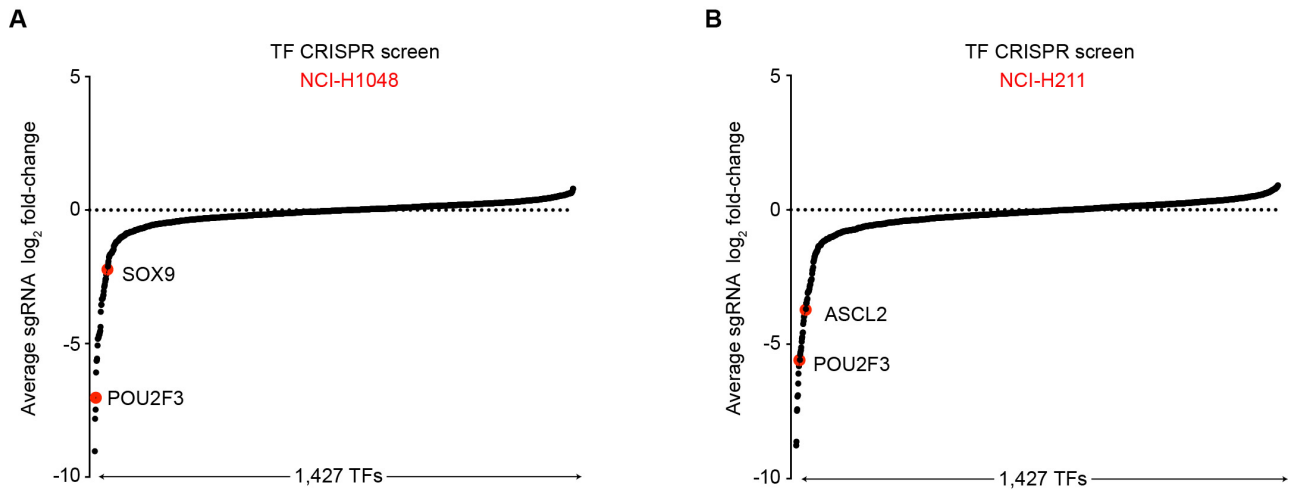 A
TF CRISPR screen
NCI-H1048
Average sgRNA log2 fold-change
5
0
-5
-10
SOX9
POU2F3
1,427 TFs
B
TF CRISPR screen
NCI-H211
Average sgRNA log2 fold-change
5
0
-5
-10
ASCL2
POU2F3
1,427 TFs